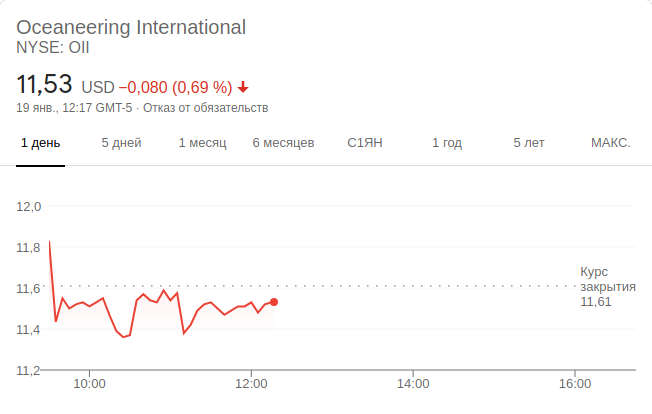 Oceaneering International
NYSE: OII
11,53 USD −0,080 (0,69 %)
19 янв., 12:17 GMT-5 · Отказ от обязательств
1 день 5 дней 1 месяц 6 месяцев С1ЯН 1 год 5 лет МАКС.
12,0
11,8
11,6
11,4
11,2
Курс
закрытия
11,61
10:00 12:00 14:00 16:00